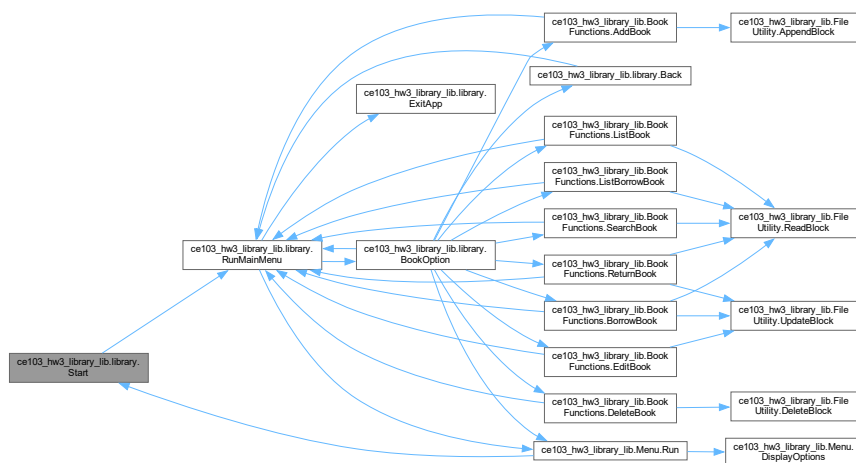 ce103_hw3_library_lib.library.
Start
ce103_hw3_library_lib.library.
RunMainMenu
ce103_hw3_library_lib.library.
ExitApp
ce103_hw3_library_lib.library.
BookOption
ce103_hw3_library_lib.Book
Functions.AddBook
ce103_hw3_library_lib.library.Back
ce103_hw3_library_lib.Book
Functions.ListBook
ce103_hw3_library_lib.Book
Functions.ListBorrowBook
ce103_hw3_library_lib.Book
Functions.SearchBook
ce103_hw3_library_lib.Book
Functions.ReturnBook
ce103_hw3_library_lib.Book
Functions.BorrowBook
ce103_hw3_library_lib.Book
Functions.EditBook
ce103_hw3_library_lib.Book
Functions.DeleteBook
ce103_hw3_library_lib.Menu.Run
ce103_hw3_library_lib.File
Utility.AppendBlock
ce103_hw3_library_lib.File
Utility.ReadBlock
ce103_hw3_library_lib.File
Utility.UpdateBlock
ce103_hw3_library_lib.File
Utility.DeleteBlock
ce103_hw3_library_lib.Menu.
DisplayOptions